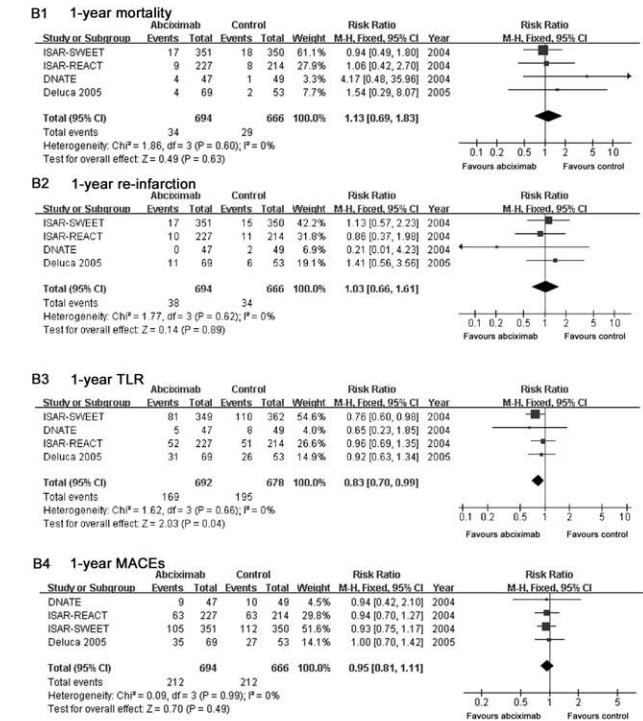 B1 1-year mortality
Abciximab Control Risk Ratio Risk Ratio
Study or Subgroup Events Total Events Total Weight M-H, Fixed, 95% CI Year M-H, Fixed, 95% CI
ISAR-SWEET 17 351 18 350 61.1% 0.94 [0.49, 1.80] 2004
ISAR-REACT 9 227 8 214 27.9% 1.06 [0.42, 2.70] 2004
DNATE 4 47 1 49 3.3% 4.17 [0.48, 35.96] 2004
Deluca 2005 4 69 2 53 7.7% 1.54 [0.29, 8.07] 2005
Total (95% CI) 694 666 100.0% 1.13 [0.69, 1.83]
Total events 34 29
Heterogeneity: Chi² = 1.86, df = 3 (P = 0.60); I² = 0%
Test for overall effect: Z = 0.49 (P = 0.63)
0.1 0.2 0.5 1 2 5 10
Favours abciximab Favours control
B2 1-year re-infarction
Abciximab Control Risk Ratio Risk Ratio
Study or Subgroup Events Total Events Total Weight M-H, Fixed, 95% CI Year M-H, Fixed, 95% CI
ISAR-SWEET 17 351 15 350 42.2% 1.13 [0.57, 2.23] 2004
ISAR-REACT 10 227 11 214 31.8% 0.86 [0.37, 1.98] 2004
DNATE 0 47 2 49 6.9% 0.21 [0.01, 4.23] 2004
Deluca 2005 11 69 6 53 19.1% 1.41 [0.56, 3.56] 2005
Total (95% CI) 694 666 100.0% 1.03 [0.66, 1.61]
Total events 38 34
Heterogeneity: Chi² = 1.77, df = 3 (P = 0.62); I² = 0%
Test for overall effect: Z = 0.14 (P = 0.89)
0.1 0.2 0.5 1 2 5 10
Favours abciximab Favours control
B3 1-year TLR
Abciximab Control Risk Ratio Risk Ratio
Study or Subgroup Events Total Events Total Weight M-H, Fixed, 95% CI Year M-H, Fixed, 95% CI
ISAR-SWEET 81 349 110 362 54.6% 0.76 [0.60, 0.98] 2004
DNATE 5 47 8 49 4.0% 0.65 [0.23, 1.85] 2004
ISAR-REACT 52 227 51 214 26.6% 0.96 [0.69, 1.35] 2004
Deluca 2005 31 69 26 53 14.9% 0.92 [0.63, 1.34] 2005
Total (95% CI) 692 678 100.0% 0.83 [0.70, 0.99]
Total events 169 195
Heterogeneity: Chi² = 1.62, df = 3 (P = 0.66); I² = 0%
Test for overall effect: Z = 2.03 (P = 0.04)
0.1 0.2 0.5 1 2 5 10
Favours abciximab Favours control
B4 1-year MACEs
Abciximab Control Risk Ratio Risk Ratio
Study or Subgroup Events Total Events Total Weight M-H, Fixed, 95% CI Year M-H, Fixed, 95% CI
DNATE 9 47 10 49 4.5% 0.94 [0.42, 2.10] 2004
ISAR-REACT 63 227 63 214 29.8% 0.94 [0.70, 1.27] 2004
ISAR-SWEET 105 351 112 350 51.6% 0.93 [0.75, 1.17] 2004
Deluca 2005 35 69 27 53 14.1% 1.00 [0.70, 1.42] 2005
Total (95% CI) 694 666 100.0% 0.95 [0.81, 1.11]
Total events 212 212
Heterogeneity: Chi² = 0.09, df = 3 (P = 0.99); I² = 0%
Test for overall effect: Z = 0.70 (P = 0.49)
0.2 0.5 1 2 5
Favours abciximab Favours control